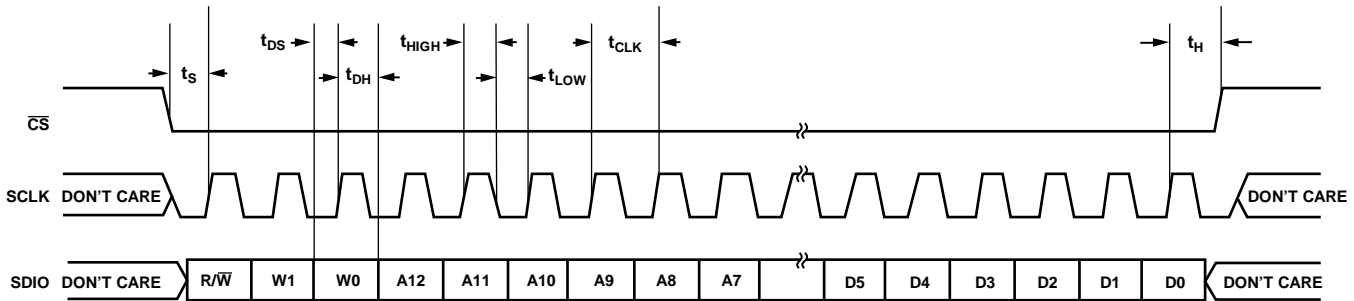 tDS
tHIGH
tCLK
tH
tS
tDH
tLOW
CS
SCLK DON'T CARE
DON'T CARE
SDIO DON'T CARE R/W W1 W0 A12 A11 A10 A9 A8 A7 D5 D4 D3 D2 D1 D0 DON'T CARE